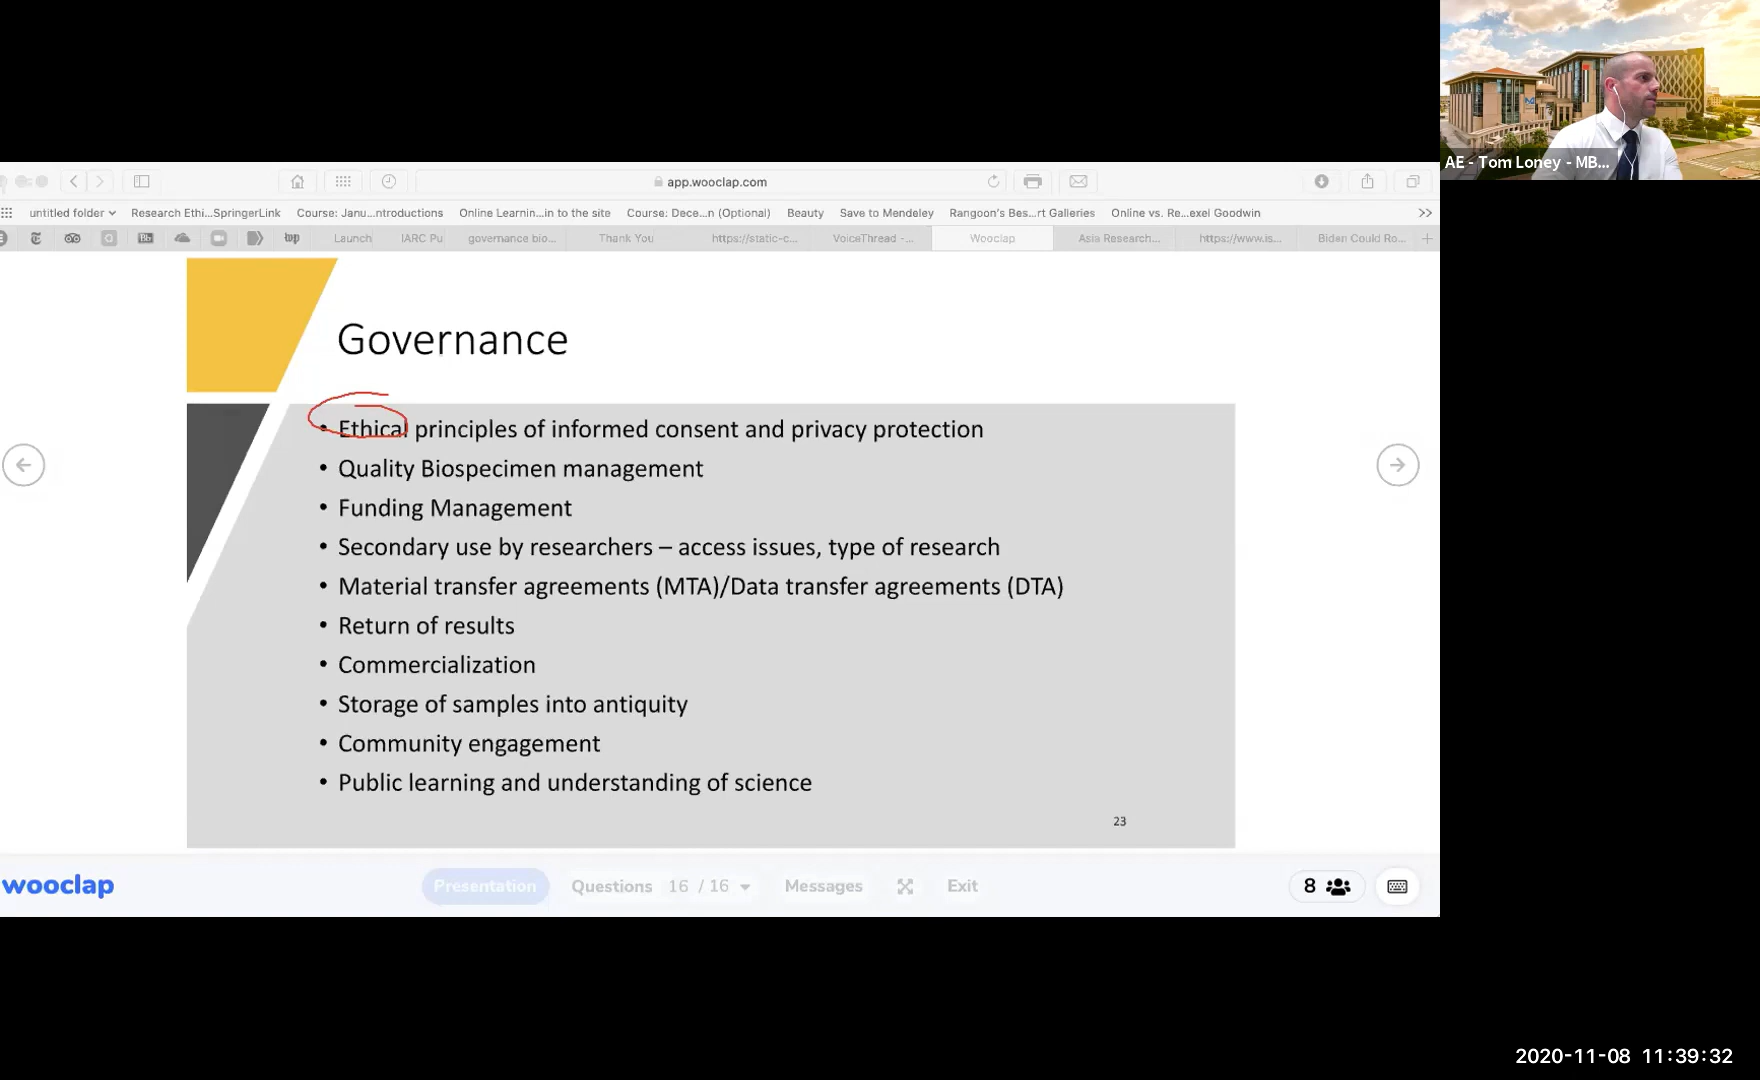 AE - Tom Loney - MB...
app.wooclap.com
untitled folder
Research Ethi...SpringerLink
Course: Janu...ntroductions
Online Learnin...in to the site
Course: Dece...n (Optional)
Beauty
Save to Mendeley
Rangoon's Bes...rt Galleries
Online vs. Re...exel Goodwin
Bb
Launch
IARC Pu
governance bio...
Thank You
https://static-c...
VoiceThread -...
Wooclap
Asia Research...
https://www.is...
Biden Could Ro...
Governance
• Ethical principles of informed consent and privacy protection
• Quality Biospecimen management
• Funding Management
• Secondary use by researchers – access issues, type of research
• Material transfer agreements (MTA)/Data transfer agreements (DTA)
• Return of results
• Commercialization
• Storage of samples into antiquity
• Community engagement
• Public learning and understanding of science
23
wooclap
Presentation
Questions 16 / 16
Messages
Exit
8
2020-11-08 11:39:32